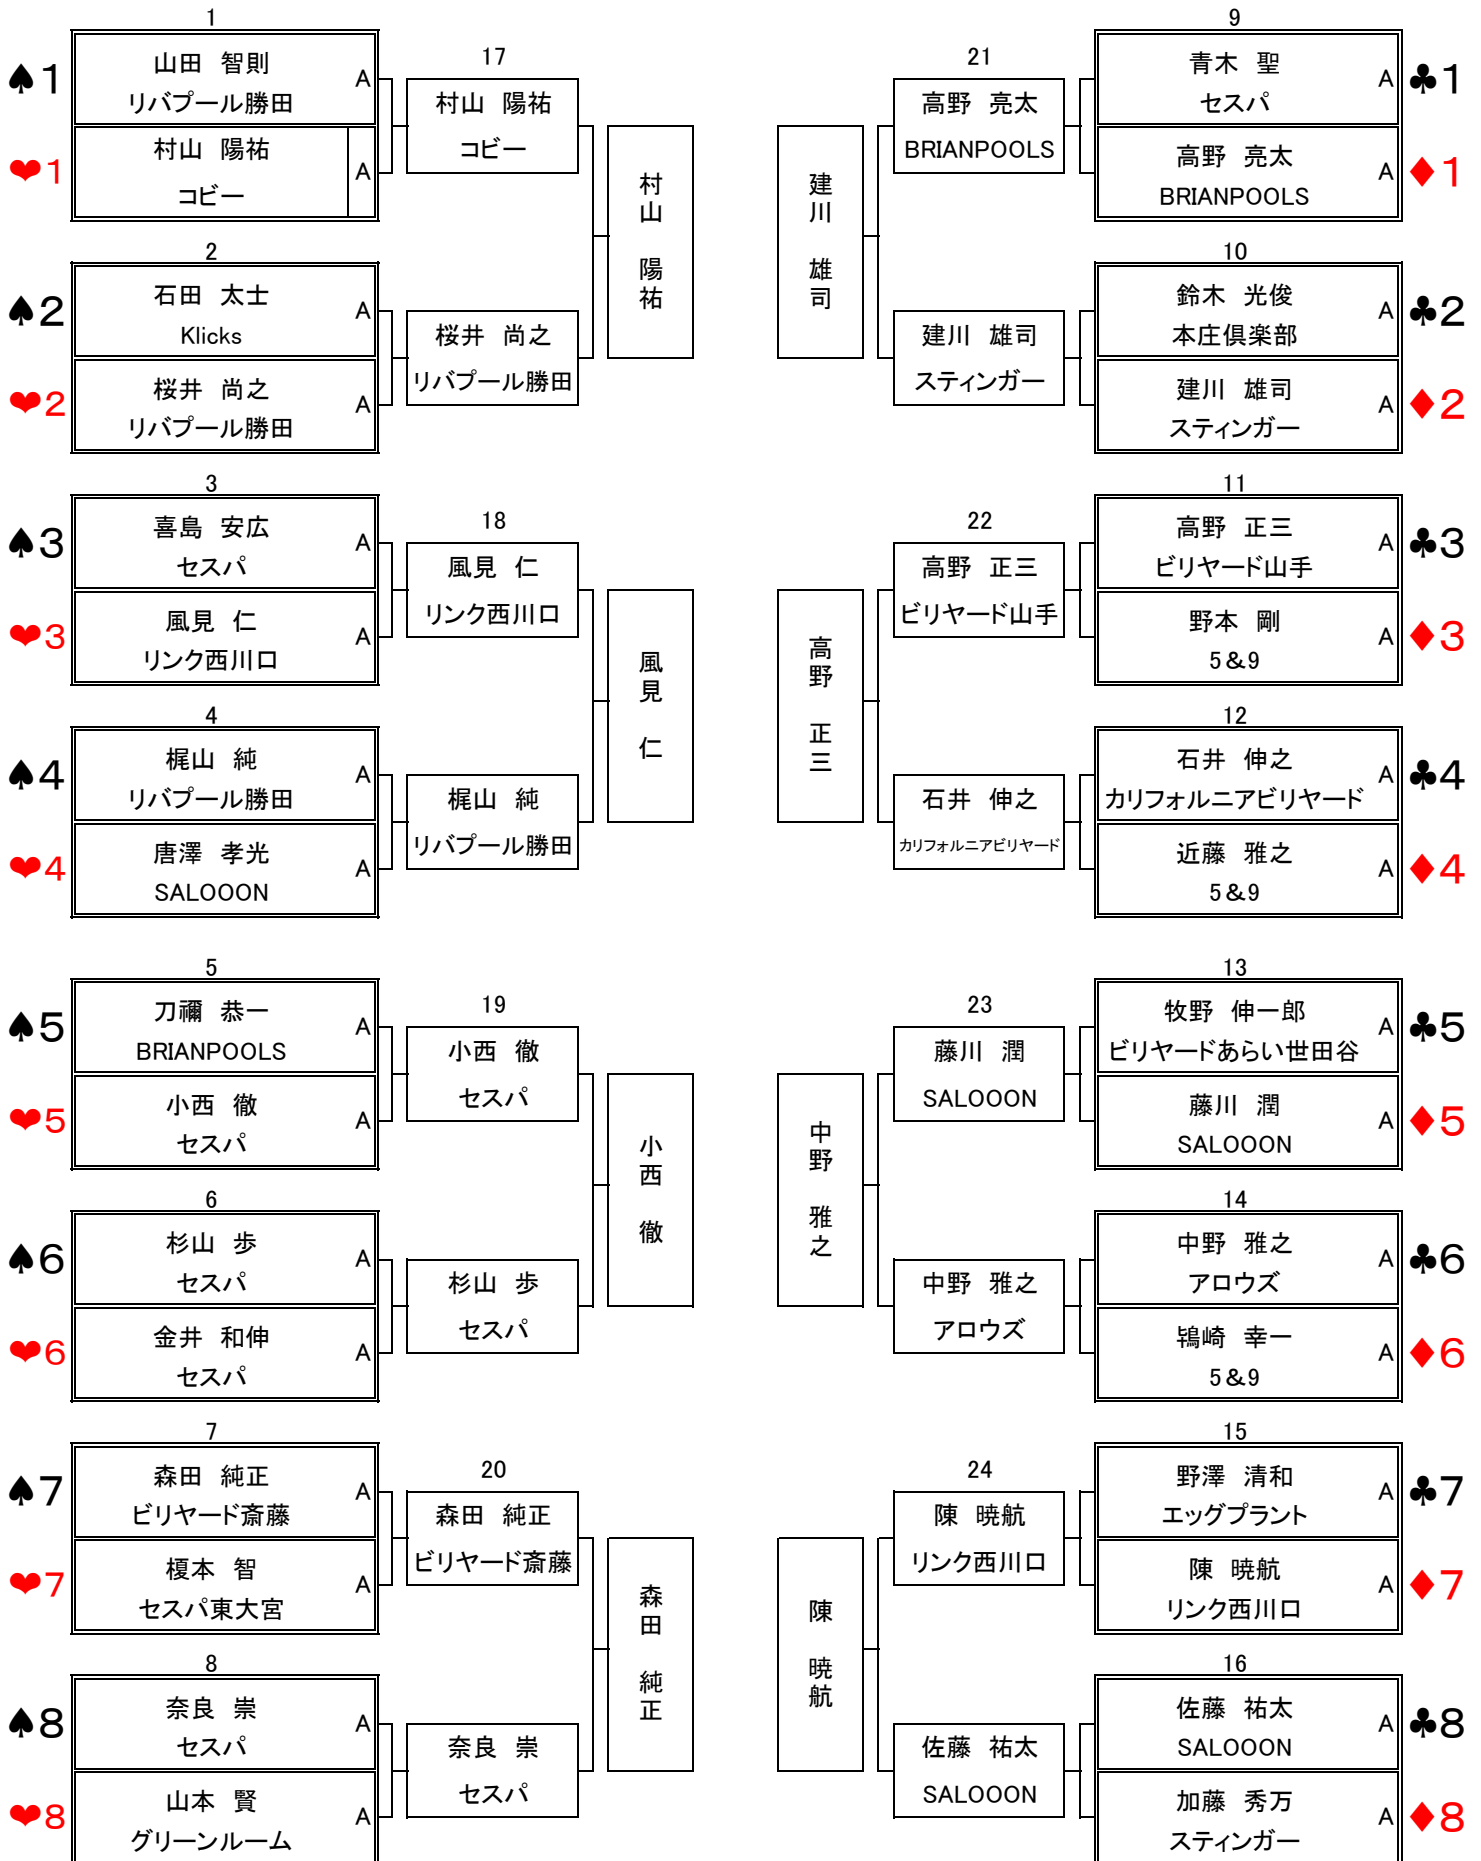 1
♠1
山田 智則
リバプール勝田
A
♥1
村山 陽祐
コビー
A
2
♠2
石田 太士
Klicks
A
♥2
桜井 尚之
リバプール勝田
A
3
♠3
喜島 安広
セスパ
A
♥3
風見 仁
リンク西川口
A
4
♠4
梶山 純
リバプール勝田
A
♥4
唐澤 孝光
SALOOON
A
5
♠5
刀禰 恭一
BRIANPOOLS
A
♥5
小西 徹
セスパ
A
6
♠6
杉山 歩
セスパ
A
♥6
金井 和伸
セスパ
A
7
♠7
森田 純正
ビリヤード斎藤
A
♥7
榎本 智
セスパ東大宮
A
8
♠8
奈良 崇
セスパ
A
♥8
山本 賢
グリーンルーム
A
17
村山 陽祐
コビー
桜井 尚之
リバプール勝田
18
風見 仁
リンク西川口
梶山 純
リバプール勝田
19
小西 徹
セスパ
杉山 歩
セスパ
20
森田 純正
ビリヤード斎藤
奈良 崇
セスパ
村山 陽祐
風見 仁
小西 徹
森田 純正
建川 雄司
高野 正三
中野 雅之
陳 暁航
21
高野 亮太
BRIANPOOLS
建川 雄司
スティンガー
22
高野 正三
ビリヤード山手
石井 伸之
カリフォルニアビリヤード
23
藤川 潤
SALOOON
中野 雅之
アロウズ
24
陳 暁航
リンク西川口
佐藤 祐太
SALOOON
9
青木 聖
セスパ
A
♣1
高野 亮太
BRIANPOOLS
A
♦1
10
鈴木 光俊
本庄倶楽部
A
♣2
建川 雄司
スティンガー
A
♦2
11
高野 正三
ビリヤード山手
A
♣3
野本 剛
5&9
A
♦3
12
石井 伸之
カリフォルニアビリヤード
A
♣4
近藤 雅之
5&9
A
♦4
13
牧野 伸一郎
ビリヤードあらい世田谷
A
♣5
藤川 潤
SALOOON
A
♦5
14
中野 雅之
アロウズ
A
♣6
鴇崎 幸一
5&9
A
♦6
15
野澤 清和
エッグプラント
A
♣7
陳 暁航
リンク西川口
A
♦7
16
佐藤 祐太
SALOOON
A
♣8
加藤 秀万
スティンガー
A
♦8